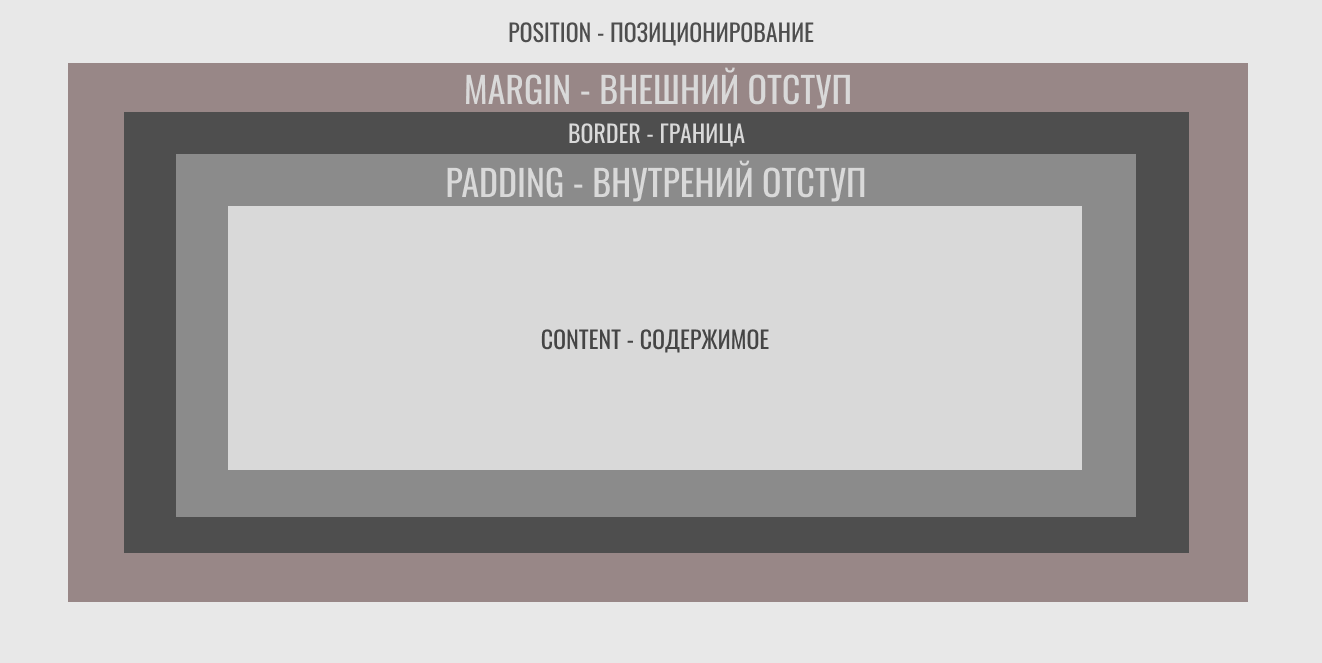 POSITION - ПОЗИЦИОНИРОВАНИЕ
MARGIN - ВНЕШНИЙ ОТСТУП
BORDER - ГРАНИЦА
PADDING - ВНУТРЕНИЙ ОТСТУП
CONTENT - СОДЕРЖИМОЕ